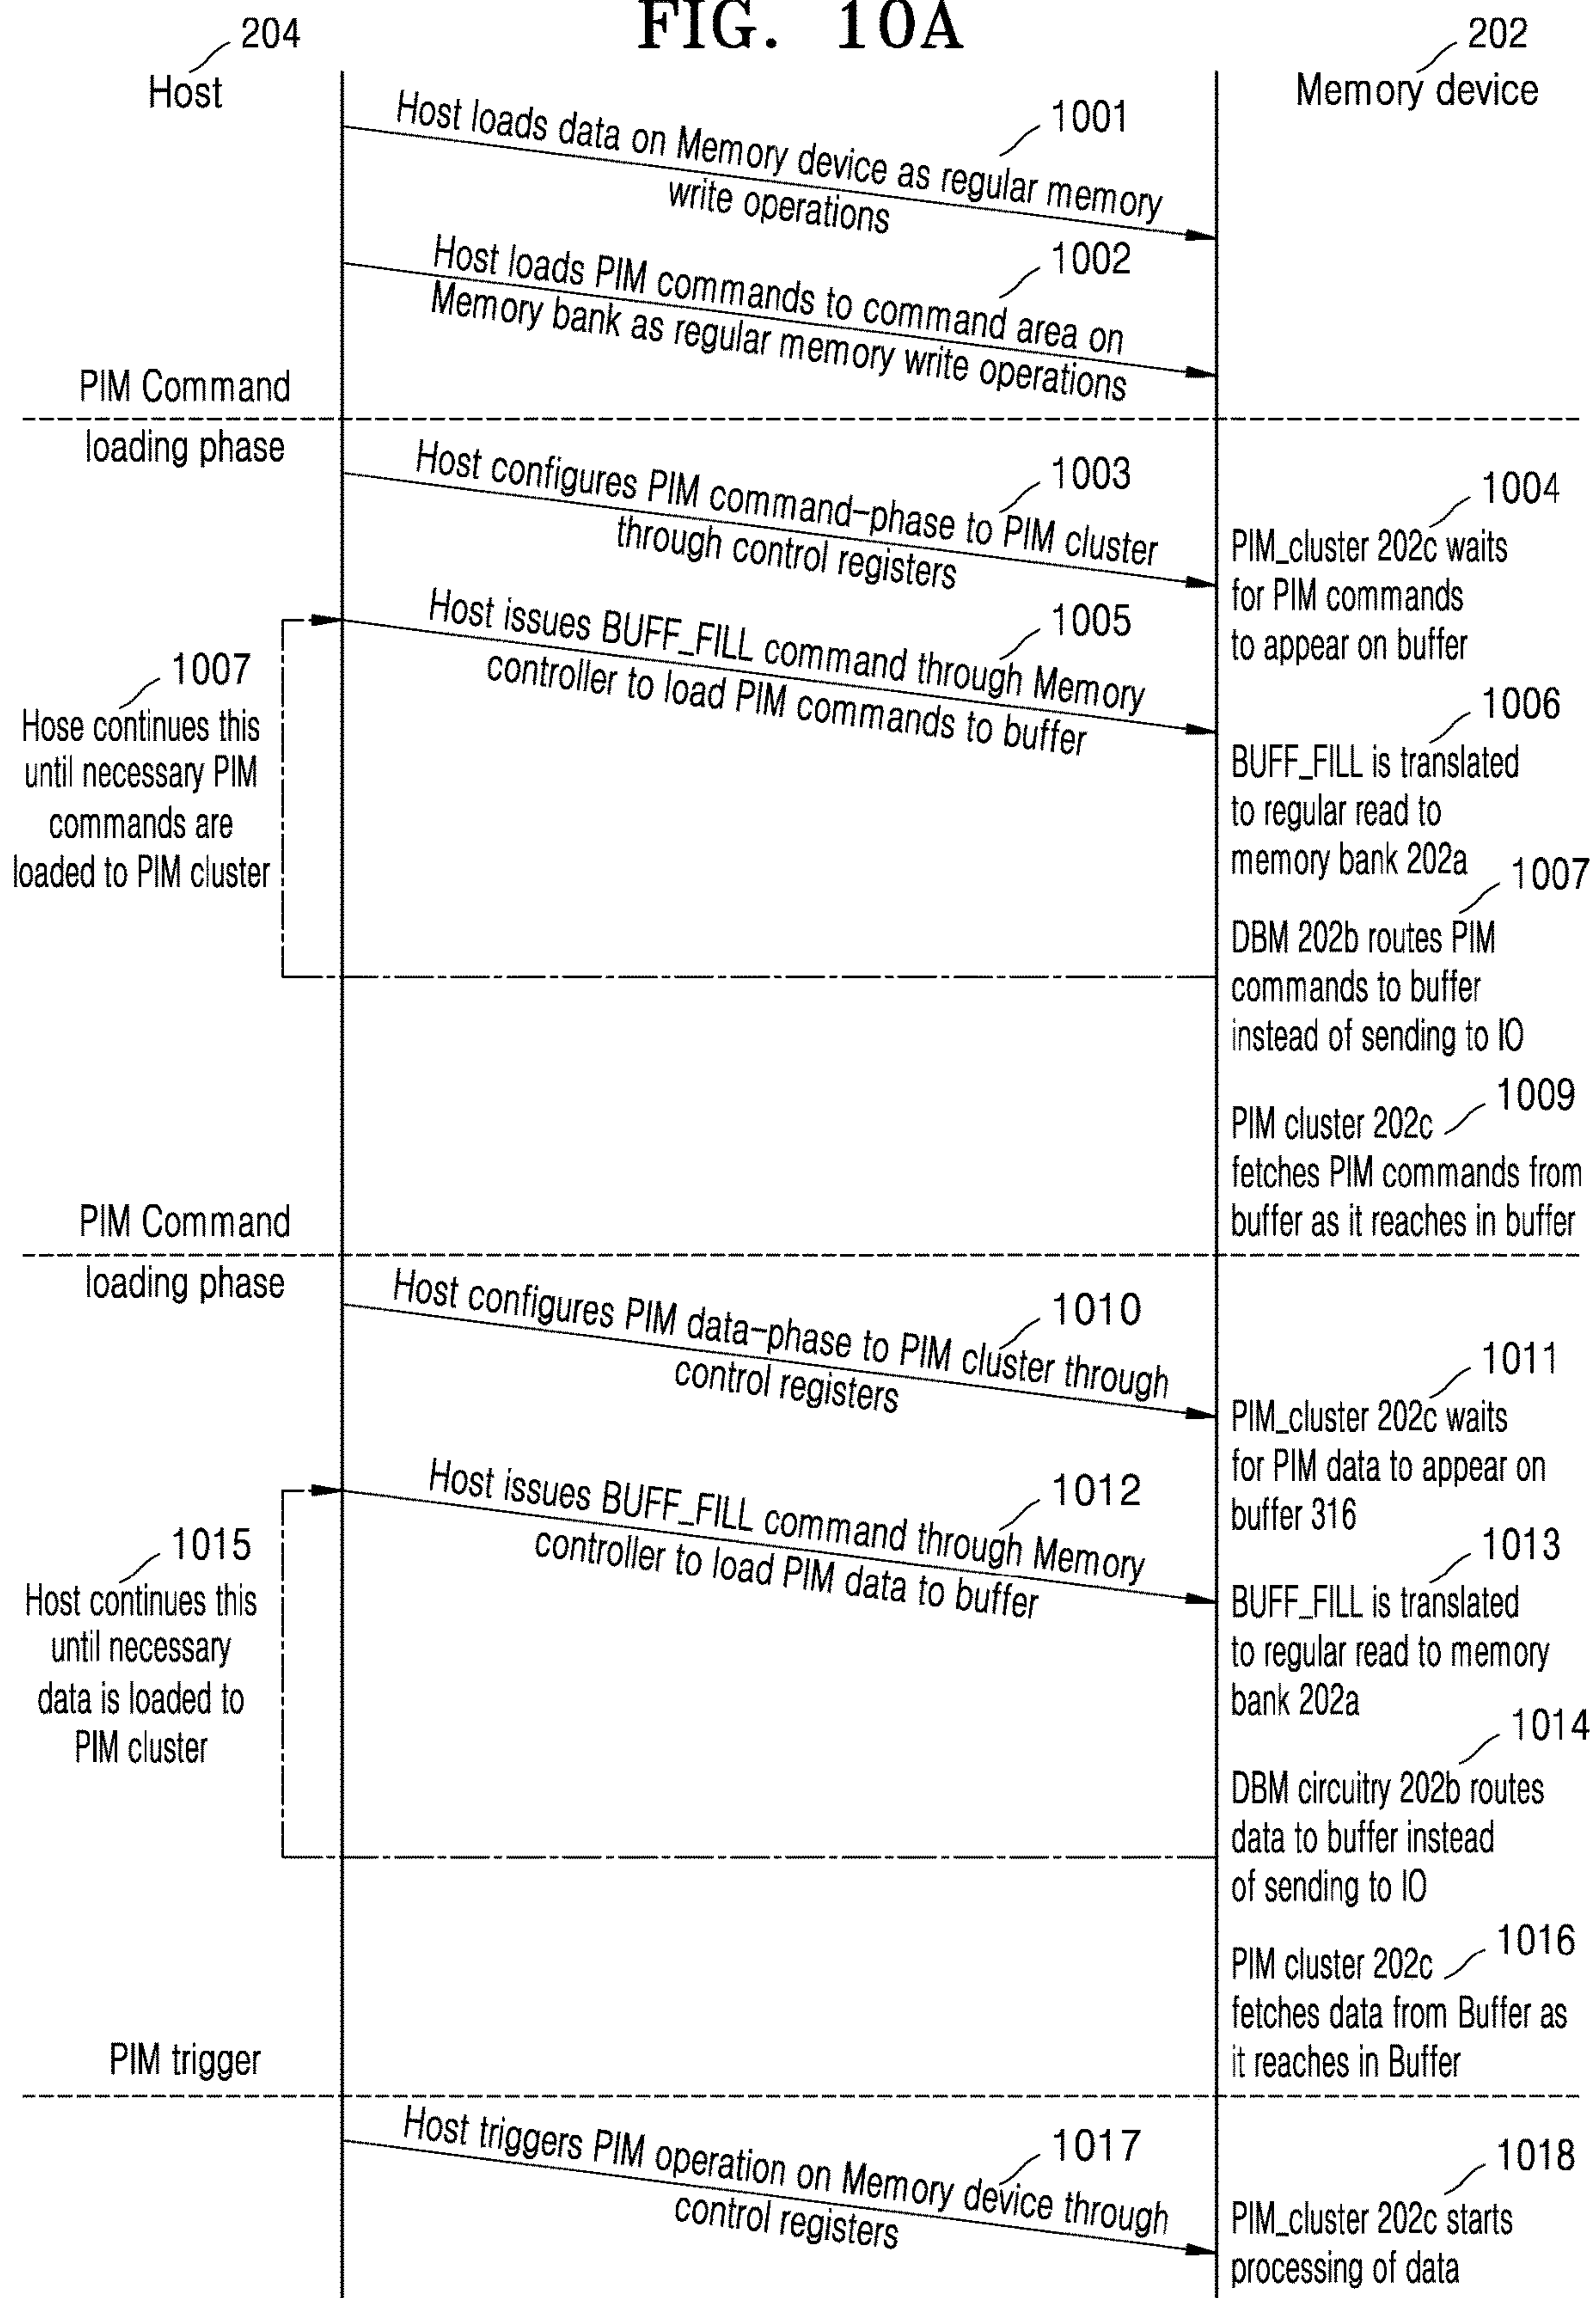 FIG. 10A
204
Host
202
Memory device
1001
Host loads data on Memory device as regular memory
write operations
1002
Host loads PIM commands to command area on
Memory bank as regular memory write operations
PIM Command
loading phase
1003
Host configures PIM command-phase to PIM cluster
through control registers
1004
PIM_cluster 202c waits
for PIM commands
to appear on buffer
1005
Host issues BUFF_FILL command through Memory
controller to load PIM commands to buffer
1007
Hose continues this
until necessary PIM
commands are
loaded to PIM cluster
1006
BUFF_FILL is translated
to regular read to
memory bank 202a
1007
DBM 202b routes PIM
commands to buffer
instead of sending to IO
1009
PIM cluster 202c
fetches PIM commands from
buffer as it reaches in buffer
PIM Command
loading phase
1010
Host configures PIM data-phase to PIM cluster through
control registers
1011
PIM_cluster 202c waits
for PIM data to appear on
buffer 316
1012
Host issues BUFF_FILL command through Memory
controller to load PIM data to buffer
1015
Host continues this
until necessary
data is loaded to
PIM cluster
1013
BUFF_FILL is translated
to regular read to memory
bank 202a
1014
DBM circuitry 202b routes
data to buffer instead
of sending to IO
1016
PIM cluster 202c
fetches data from Buffer as
it reaches in Buffer
PIM trigger
1017
Host triggers PIM operation on Memory device through
control registers
1018
PIM_cluster 202c starts
processing of data